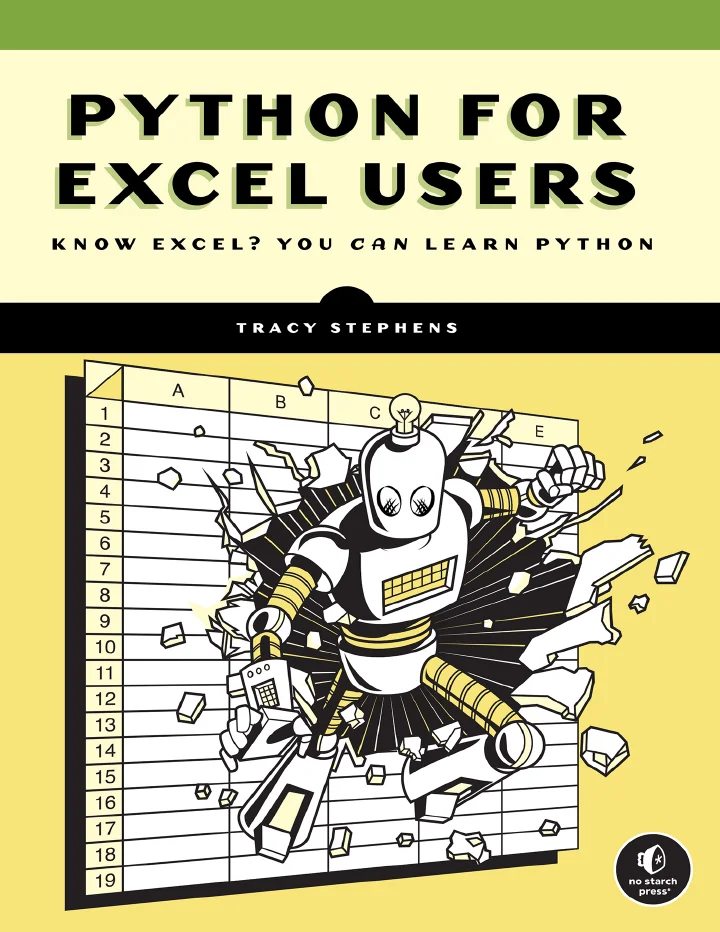 PYTHON FOR
EXCEL USERS
KNOW EXCEL? YOU CAN LEARN PYTHON
TRACY STEPHENS
A
B
C
E
1
2
3
4
5
6
7
8
9
10
11
12
13
14
15
16
17
18
19
no starch
press®